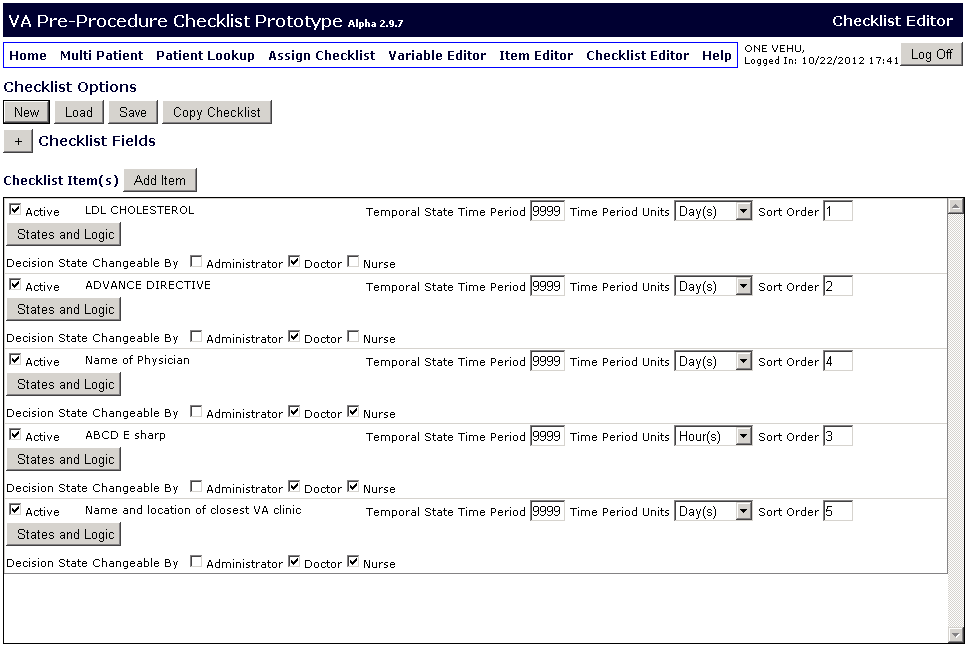 VA Pre-Procedure Checklist Prototype Alpha 2.9.7 Checklist Editor
Home Multi Patient Patient Lookup Assign Checklist Variable Editor Item Editor Checklist Editor Help ONE VEHU,
Logged In: 10/22/2012 17:41 Log Off
Checklist Options
New Load Save Copy Checklist
+ Checklist Fields
Checklist Item(s) Add Item
Active LDL CHOLESTEROL Temporal State Time Period 9999 Time Period Units Day(s) Sort Order 1
States and Logic
Decision State Changeable By Administrator Doctor Nurse
Active ADVANCE DIRECTIVE Temporal State Time Period 9999 Time Period Units Day(s) Sort Order 2
States and Logic
Decision State Changeable By Administrator Doctor Nurse
Active Name of Physician Temporal State Time Period 9999 Time Period Units Day(s) Sort Order 4
States and Logic
Decision State Changeable By Administrator Doctor Nurse
Active ABCD E sharp Temporal State Time Period 9999 Time Period Units Hour(s) Sort Order 3
States and Logic
Decision State Changeable By Administrator Doctor Nurse
Active Name and location of closest VA clinic Temporal State Time Period 9999 Time Period Units Day(s) Sort Order 5
States and Logic
Decision State Changeable By Administrator Doctor Nurse